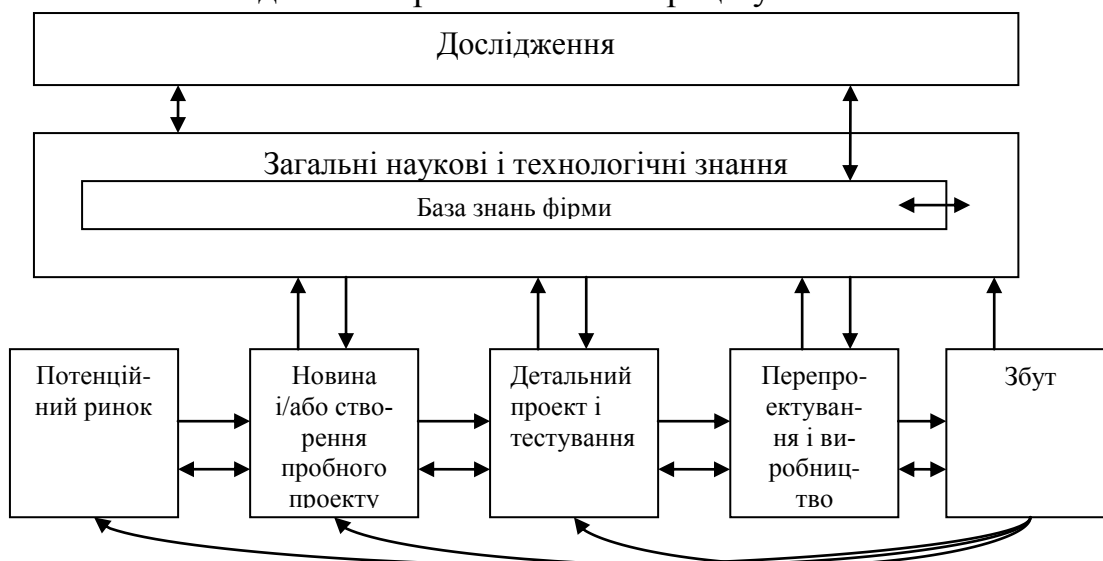 Дослідження
Загальні наукові і технологічні знання
База знань фірми
Потенцій-
ний ринок
Новина
і/або ство-
рення
пробного
проекту
Детальний
проект і
тестування
Перепро-
ектуван-
ня і ви-
робниц-
тво
Збут